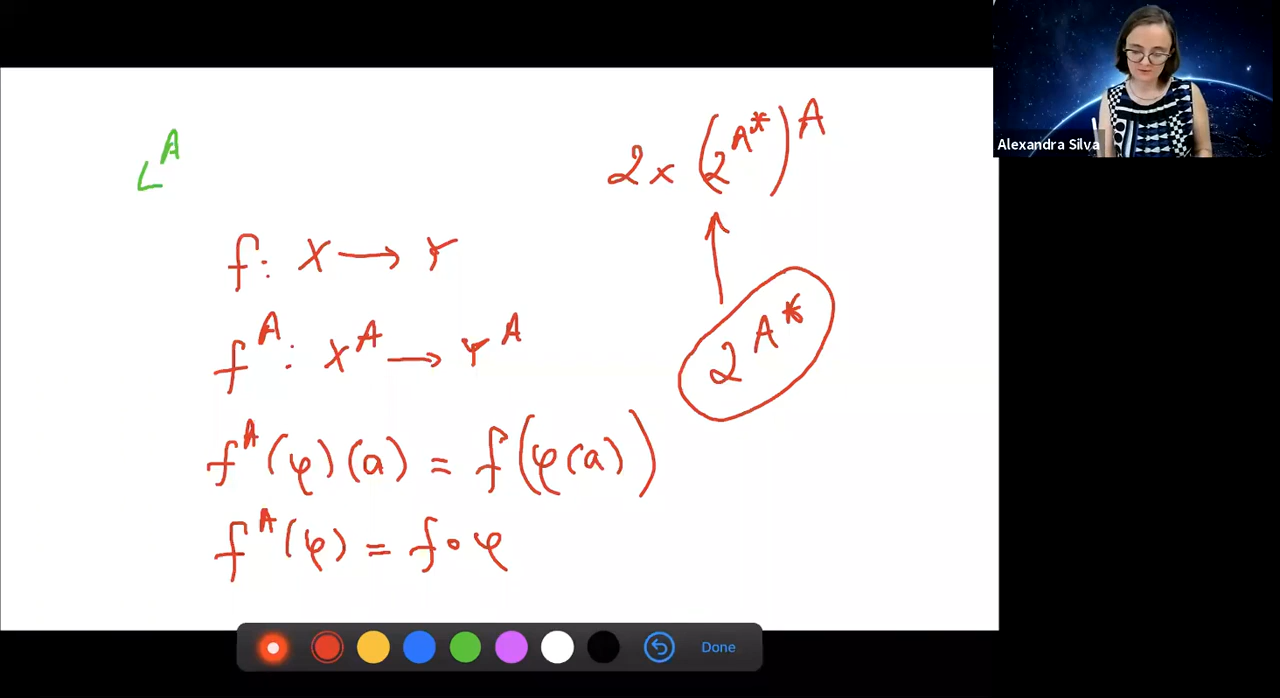 L^A
2 × (2^{A*})^A
f: X → Y
f^A: X^A → Y^A
2^{A*}
f^A(φ)(a) = f(φ(a))
f^A(φ) = f∘φ
Alexandra Silva
Done